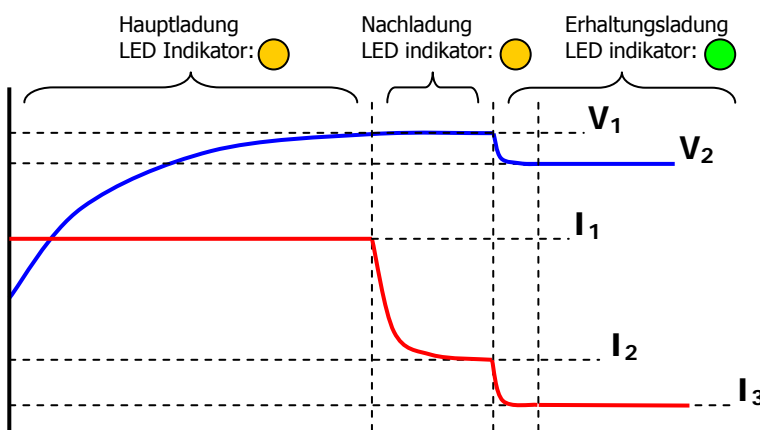 Hauptladung
LED Indikator:
Nachladung
LED indikator:
Erhaltungsladung
LED indikator:
V1
V2
I1
I2
I3